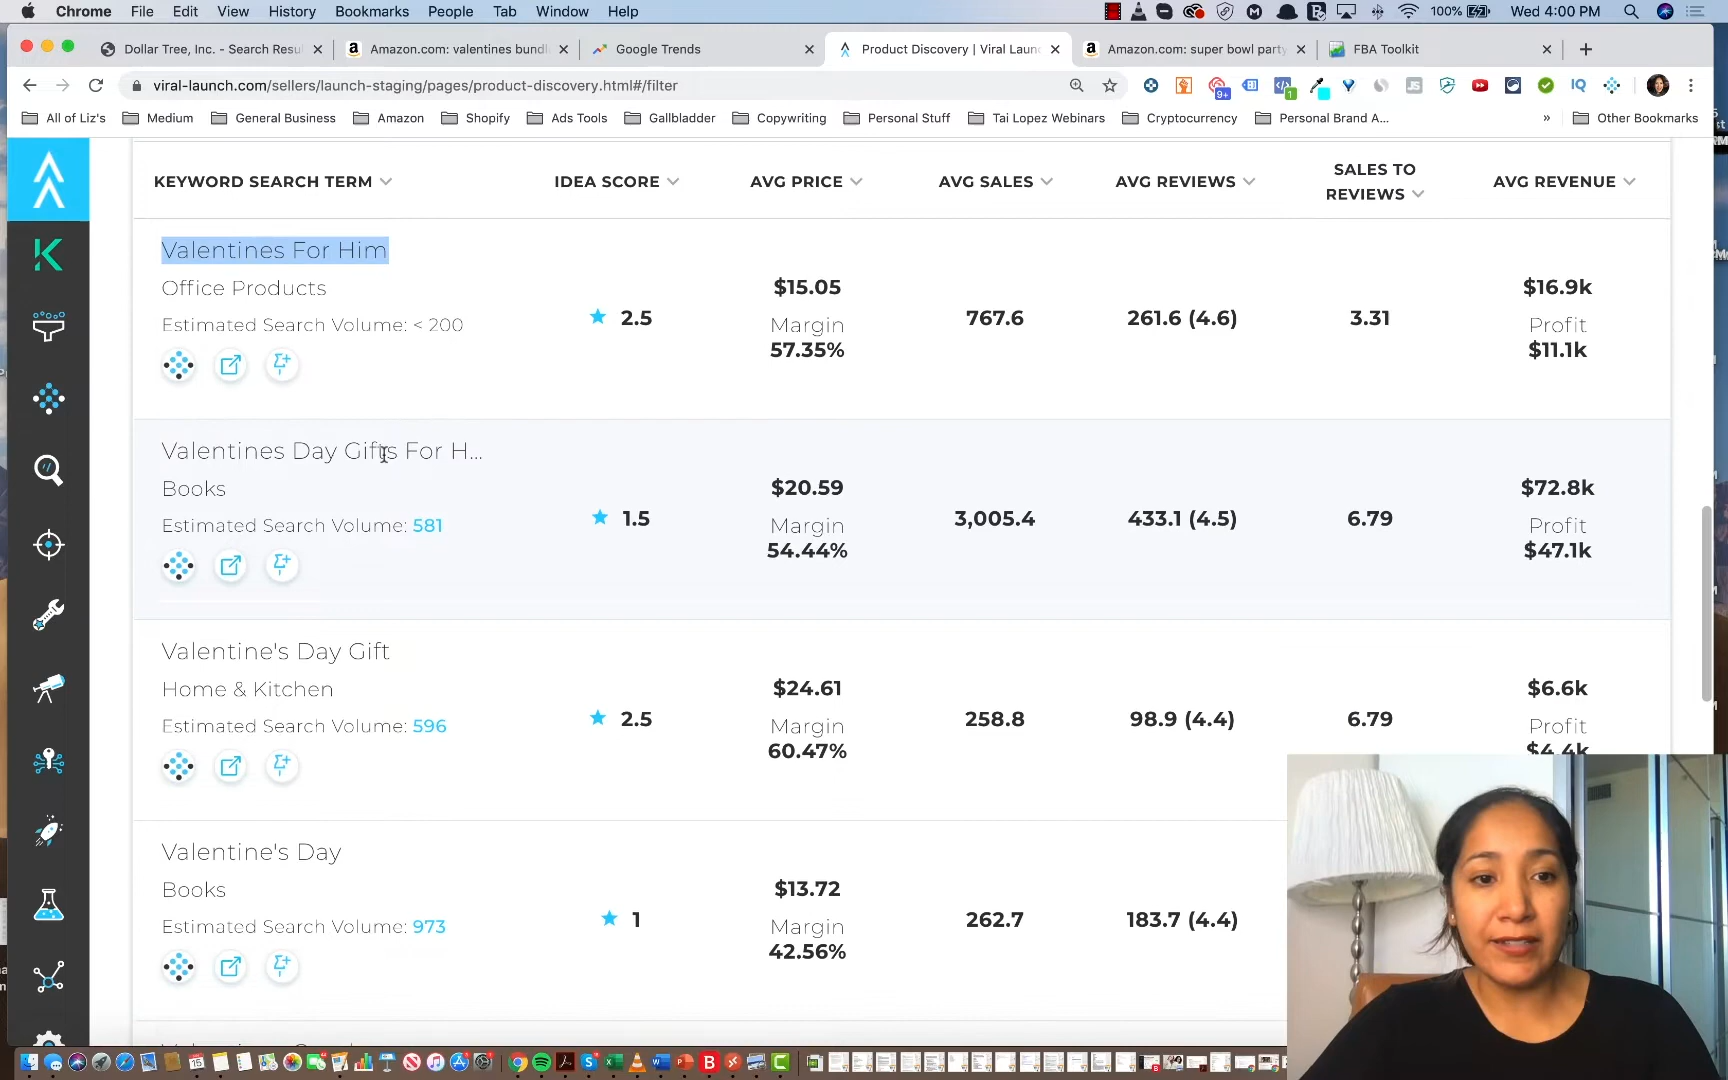 Chrome File Edit View History Bookmarks People Tab Window Help
100% Wed 4:00 PM
Dollar Tree, Inc. - Search Resu
Amazon.com: valentines bundl
Google Trends
Product Discovery | Viral Laun
Amazon.com: super bowl party
FBA Toolkit
viral-launch.com/sellers/launch-staging/pages/product-discovery.html#/filter
9+
1
JS
IQ
All of Liz's Medium General Business Amazon Shopify Ads Tools Gallbladder Copywriting Personal Stuff Tai Lopez Webinars Cryptocurrency Personal Brand A... » Other Bookmarks
KEYWORD SEARCH TERM IDEA SCORE AVG PRICE AVG SALES AVG REVIEWS SALES TO REVIEWS AVG REVENUE
Valentines For Him
Office Products
Estimated Search Volume: < 200
2.5
$15.05
Margin
57.35%
767.6
261.6 (4.6)
3.31
$16.9k
Profit
$11.1k
Valentines Day Gifts For H...
Books
Estimated Search Volume: 581
1.5
$20.59
Margin
54.44%
3,005.4
433.1 (4.5)
6.79
$72.8k
Profit
$47.1k
Valentine's Day Gift
Home & Kitchen
Estimated Search Volume: 596
2.5
$24.61
Margin
60.47%
258.8
98.9 (4.4)
6.79
$6.6k
Profit
$4.4k
Valentine's Day
Books
Estimated Search Volume: 973
1
$13.72
Margin
42.56%
262.7
183.7 (4.4)